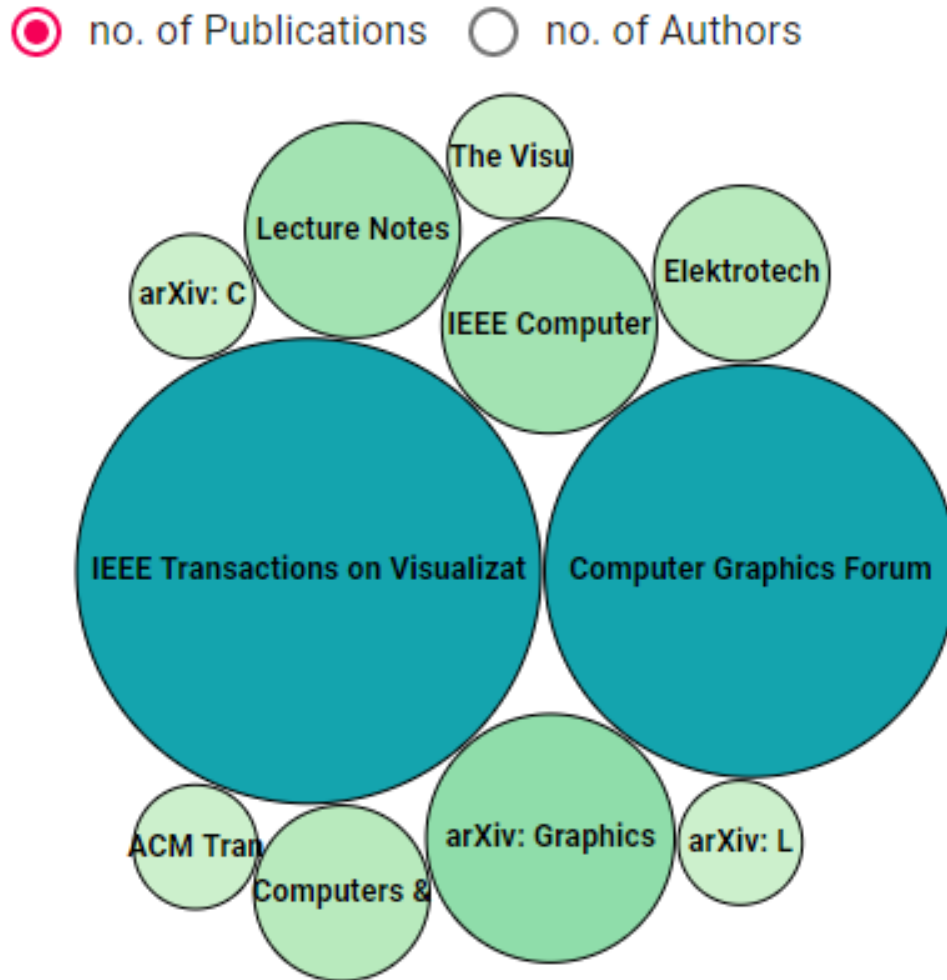 no. of Publications no. of Authors
The Visu
Lecture Notes
Elektrotech
arXiv: C
IEEE Computer
IEEE Transactions on Visualizat
Computer Graphics Forum
arXiv: Graphics
arXiv: L
ACM Tran
Computers &